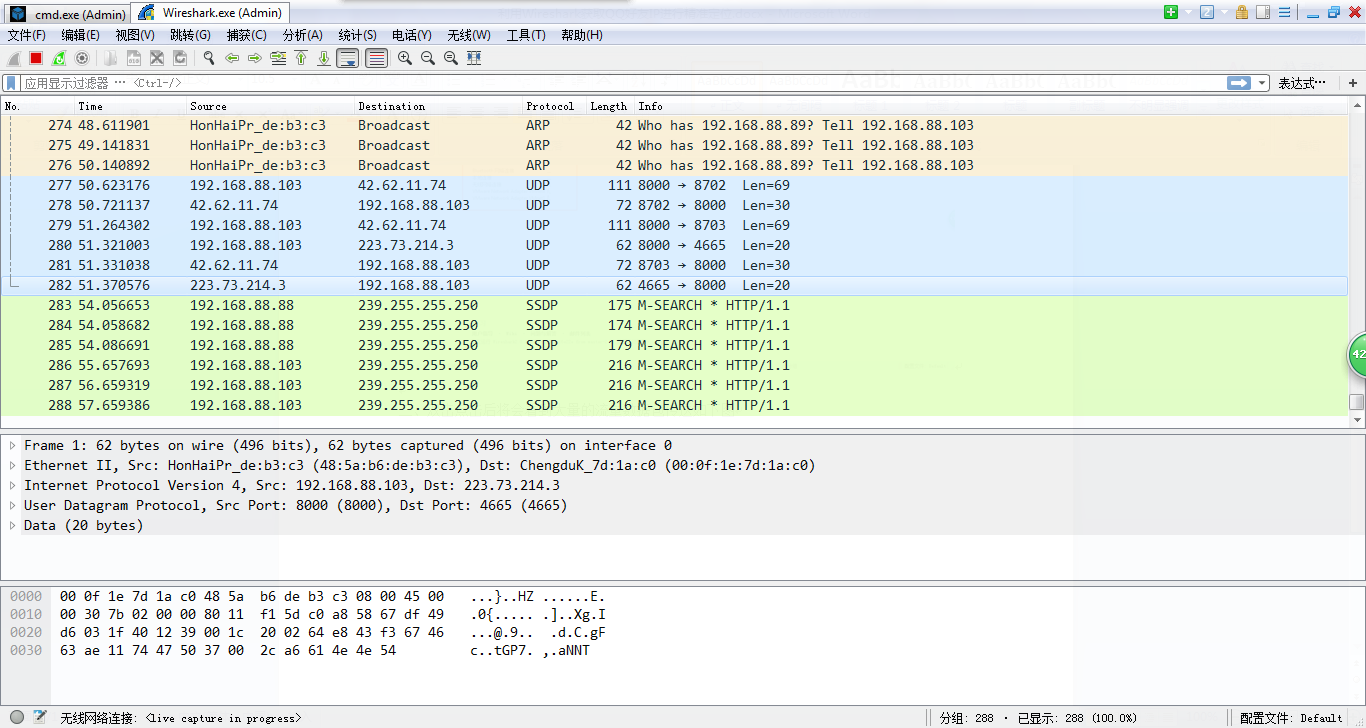 cmd.exe (Admin) Wireshark.exe (Admin)
文件(F) 编辑(E) 视图(V) 跳转(G) 捕获(C) 分析(A) 统计(S) 电话(Y) 无线(W) 工具(T) 帮助(H)
应用显示过滤器 … <Ctrl-/> 表达式…
No. Time Source Destination Protocol Length Info
274 48.611901 HonHaiPr_de:b3:c3 Broadcast ARP 42 Who has 192.168.88.89? Tell 192.168.88.103
275 49.141831 HonHaiPr_de:b3:c3 Broadcast ARP 42 Who has 192.168.88.89? Tell 192.168.88.103
276 50.140892 HonHaiPr_de:b3:c3 Broadcast ARP 42 Who has 192.168.88.89? Tell 192.168.88.103
277 50.623176 192.168.88.103 42.62.11.74 UDP 111 8000 → 8702 Len=69
278 50.721137 42.62.11.74 192.168.88.103 UDP 72 8702 → 8000 Len=30
279 51.264302 192.168.88.103 42.62.11.74 UDP 111 8000 → 8703 Len=69
280 51.321003 192.168.88.103 223.73.214.3 UDP 62 8000 → 4665 Len=20
281 51.331038 42.62.11.74 192.168.88.103 UDP 72 8703 → 8000 Len=30
282 51.370576 223.73.214.3 192.168.88.103 UDP 62 4665 → 8000 Len=20
283 54.056653 192.168.88.88 239.255.255.250 SSDP 175 M-SEARCH * HTTP/1.1
284 54.058682 192.168.88.88 239.255.255.250 SSDP 174 M-SEARCH * HTTP/1.1
285 54.086691 192.168.88.88 239.255.255.250 SSDP 179 M-SEARCH * HTTP/1.1
286 55.657693 192.168.88.103 239.255.255.250 SSDP 216 M-SEARCH * HTTP/1.1
287 56.659319 192.168.88.103 239.255.255.250 SSDP 216 M-SEARCH * HTTP/1.1
288 57.659386 192.168.88.103 239.255.255.250 SSDP 216 M-SEARCH * HTTP/1.1
42
Frame 1: 62 bytes on wire (496 bits), 62 bytes captured (496 bits) on interface 0
Ethernet II, Src: HonHaiPr_de:b3:c3 (48:5a:b6:de:b3:c3), Dst: ChengduK_7d:1a:c0 (00:0f:1e:7d:1a:c0)
Internet Protocol Version 4, Src: 192.168.88.103, Dst: 223.73.214.3
User Datagram Protocol, Src Port: 8000 (8000), Dst Port: 4665 (4665)
Data (20 bytes)
0000 00 0f 1e 7d 1a c0 48 5a b6 de b3 c3 08 00 45 00 ...}..HZ ......E.
0010 00 30 7b 02 00 00 80 11 f1 5d c0 a8 58 67 df 49 .0{..... .]..Xg.I
0020 d6 03 1f 40 12 39 00 1c 20 02 64 e8 43 f3 67 46 ...@.9.. .d.C.gF
0030 63 ae 11 74 47 50 37 00 2c a6 61 4e 4e 54 c..tGP7. ,.aNNT
无线网络连接: <live capture in progress> 分组: 288 · 已显示: 288 (100.0%) 配置文件: Default